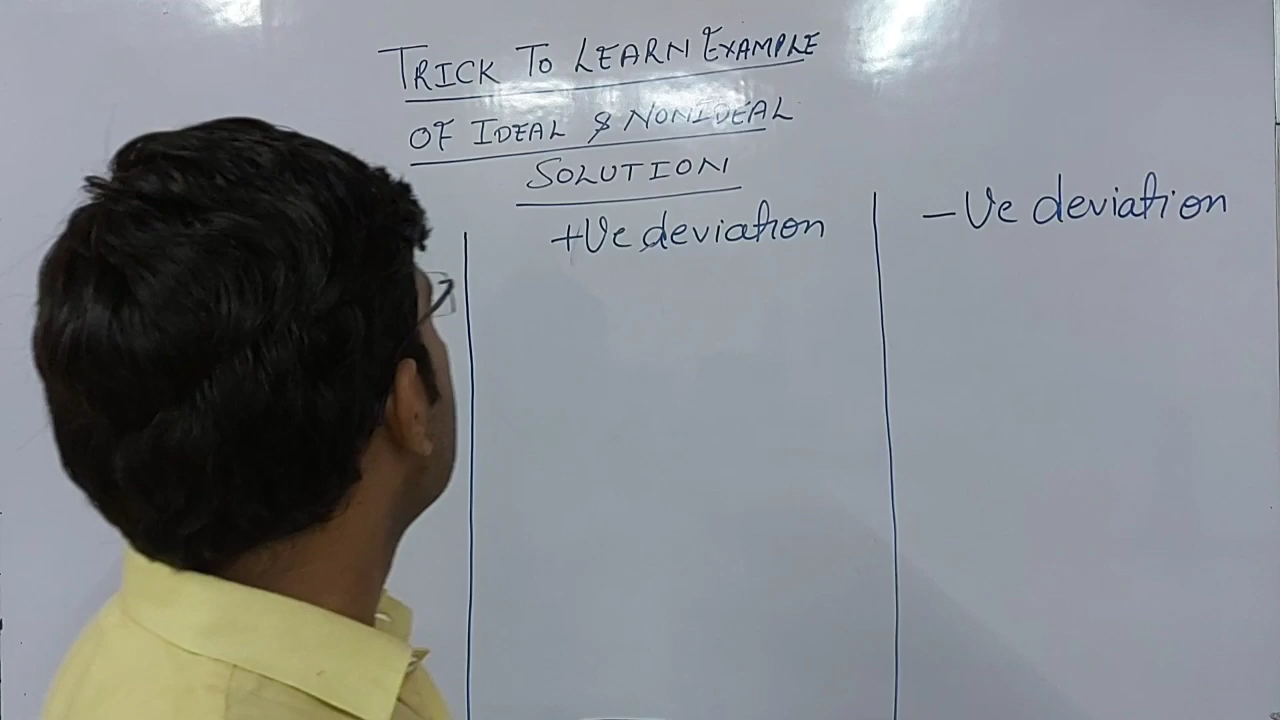 TRICK TO LEARN EXAMPLE
OF IDEAL & NONIDEAL
SOLUTION
+Ve deviation
-Ve deviation